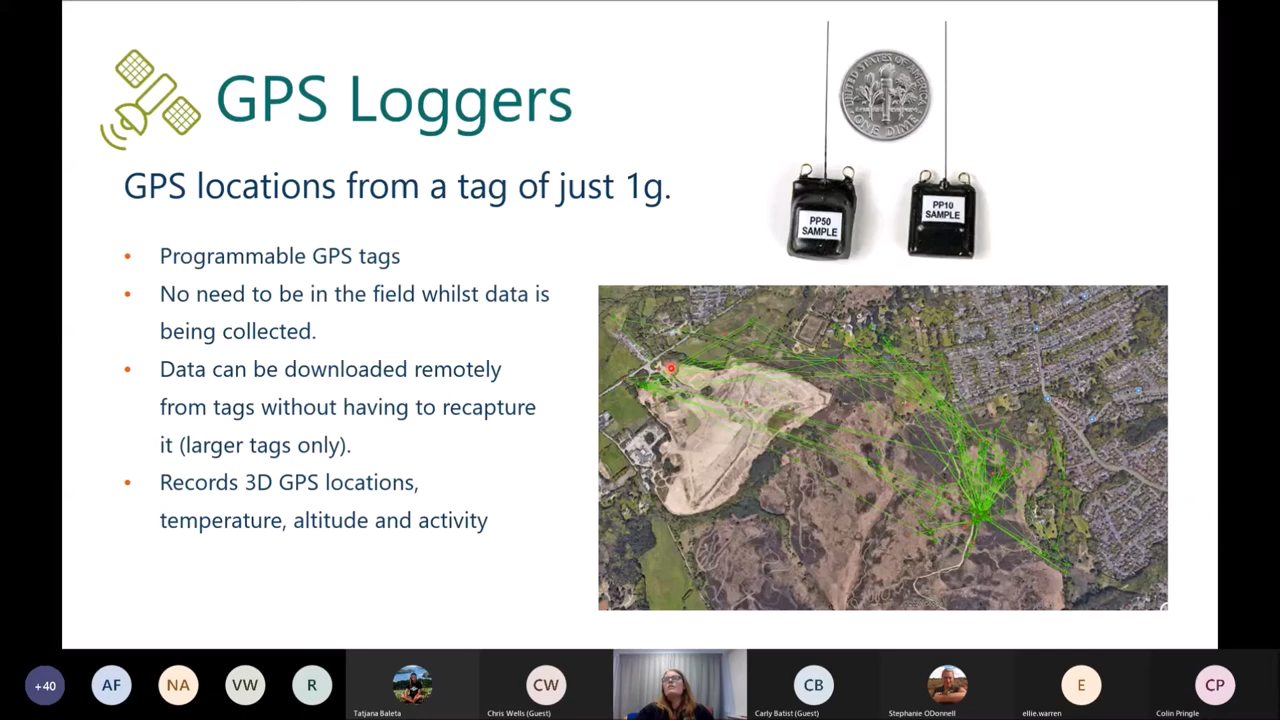 GPS Loggers
GPS locations from a tag of just 1g.
• Programmable GPS tags
• No need to be in the field whilst data is
being collected.
• Data can be downloaded remotely
from tags without having to recapture
it (larger tags only).
• Records 3D GPS locations,
temperature, altitude and activity
UNITED STATES OF AMERICA
ONE DIME
PP50
SAMPLE
PP10
SAMPLE
+40
AF
NA
VW
R
Tatjana Baleta
CW
Chris Wells (Guest)
CB
Carly Batist (Guest)
Stephanie ODonnell
E
ellie.warren
CP
Colin Pringle